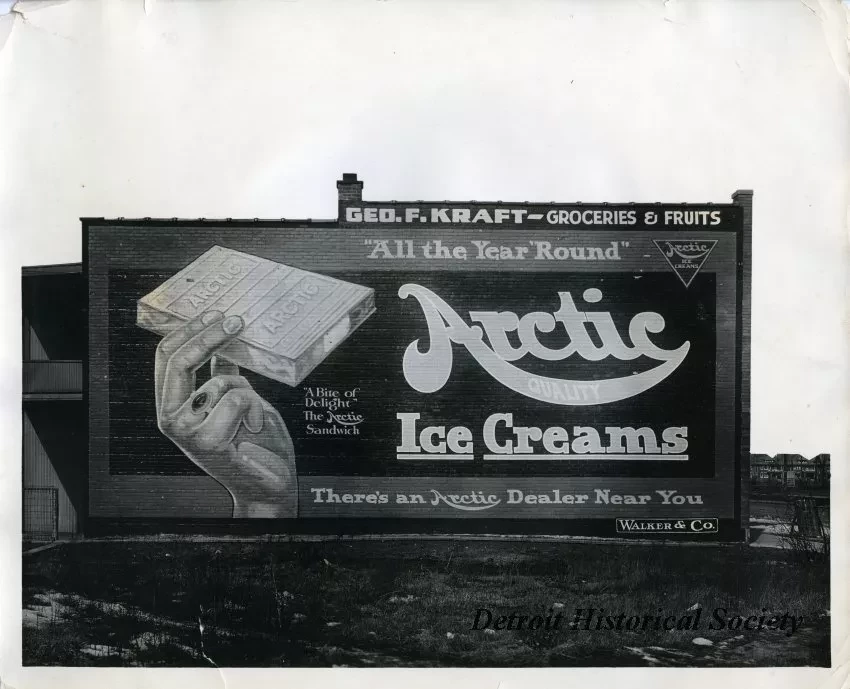 GEO. F. KRAFT – GROCERIES & FRUITS
"All the Year 'Round"
Arctic
ICE
CREAMS
ARCTIC
ARCTIC
Arctic
QUALITY
"A Bite of
Delight"
The Arctic
Sandwich
Ice Creams
There's an Arctic Dealer Near You
WALKER & CO.
Detroit Historical Society